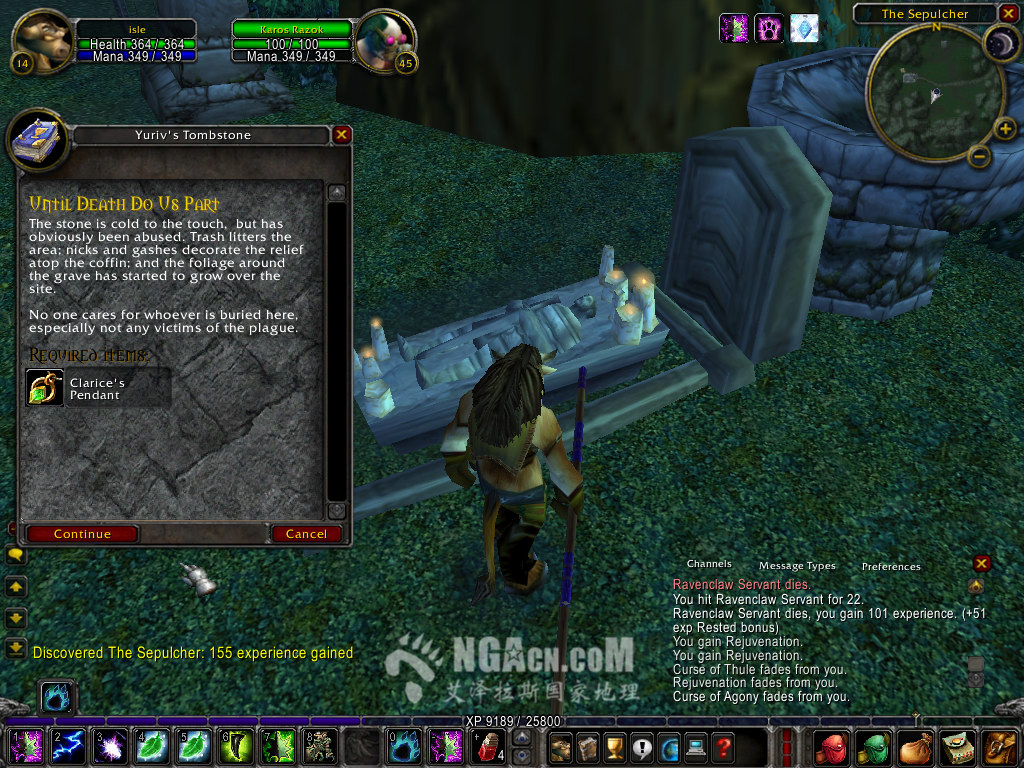 isle
Health 364 / 364
Mana 349 / 349
14
Karos Razok
100 / 100
Mana 349 / 349
45
The Sepulcher
N
Yuriv's Tombstone
Until Death Do Us Part
The stone is cold to the touch, but has
obviously been abused. Trash litters the
area; nicks and gashes decorate the relief
atop the coffin; and the foliage around
the grave has started to grow over the
site.
No one cares for whoever is buried here,
especially not any victims of the plague.
Required items:
Clarice's
Pendant
Continue
Cancel
Discovered The Sepulcher: 155 experience gained
Channels
Message Types
Preferences
Ravenclaw Servant dies.
You hit Ravenclaw Servant for 22.
Ravenclaw Servant dies, you gain 101 experience. (+51
exp Rested bonus)
You gain Rejuvenation.
You gain Rejuvenation.
Curse of Thule fades from you.
Rejuvenation fades from you.
Curse of Agony fades from you.
NGAcn.coM
艾泽拉斯国家地理
XP 9189 / 25800
1
2
3
4
5
6
7
8
0
4